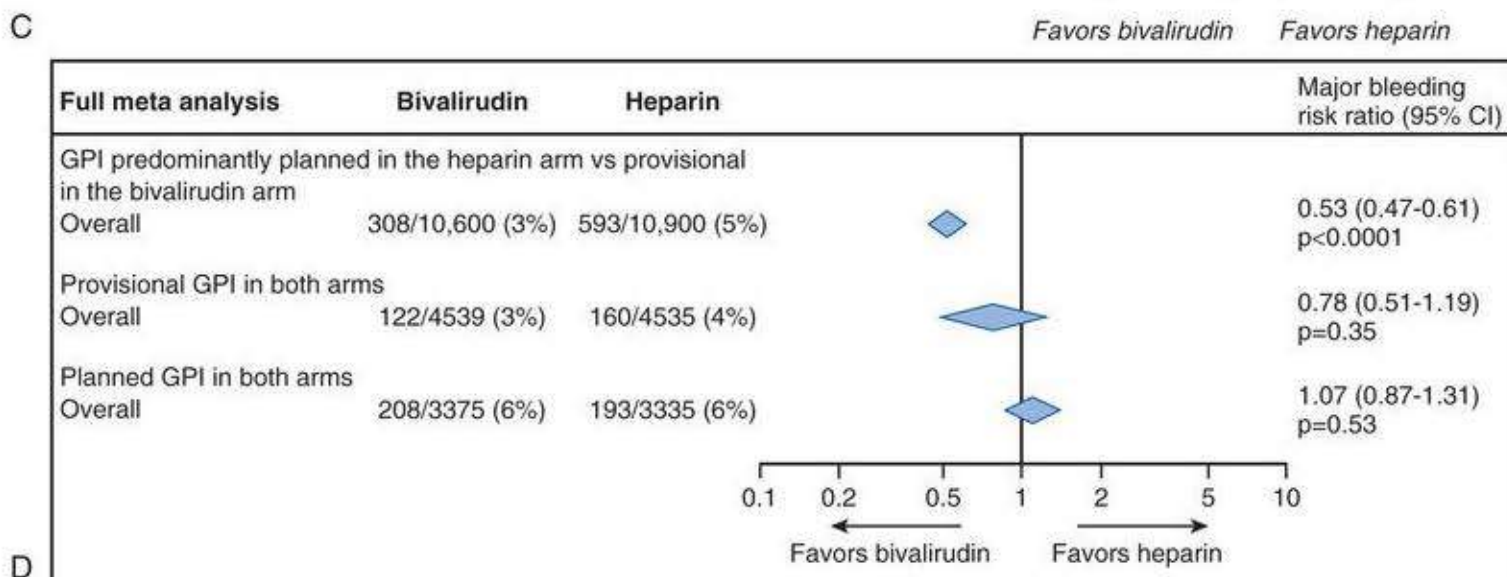 C
Favors bivalirudin Favors heparin
Full meta analysis Bivalirudin Heparin Major bleeding
risk ratio (95% CI)
GPI predominantly planned in the heparin arm vs provisional
in the bivalirudin arm
Overall 308/10,600 (3%) 593/10,900 (5%) 0.53 (0.47-0.61)
p<0.0001
Provisional GPI in both arms
Overall 122/4539 (3%) 160/4535 (4%) 0.78 (0.51-1.19)
p=0.35
Planned GPI in both arms
Overall 208/3375 (6%) 193/3335 (6%) 1.07 (0.87-1.31)
p=0.53
0.1 0.2 0.5 1 2 5 10
Favors bivalirudin Favors heparin
D